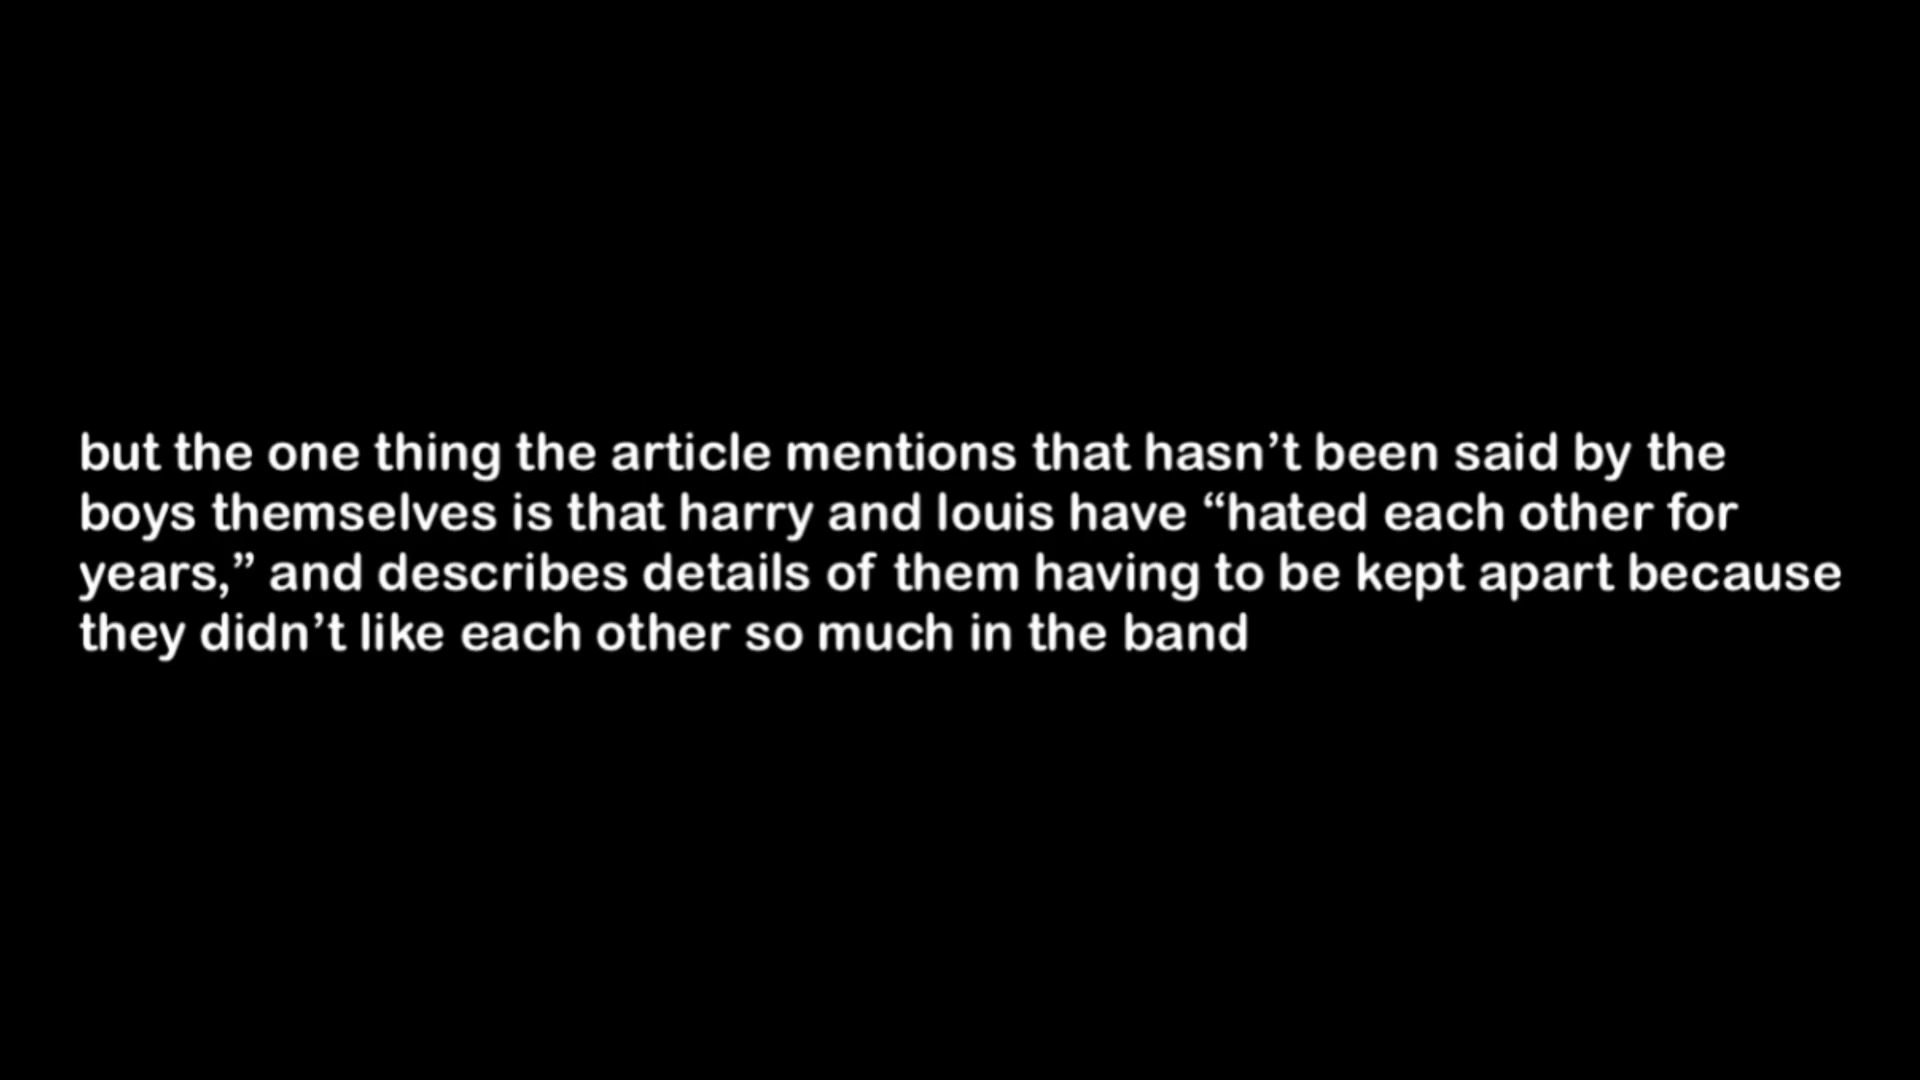 but the one thing the article mentions that hasn’t been said by the
boys themselves is that harry and louis have “hated each other for
years,” and describes details of them having to be kept apart because
they didn’t like each other so much in the band